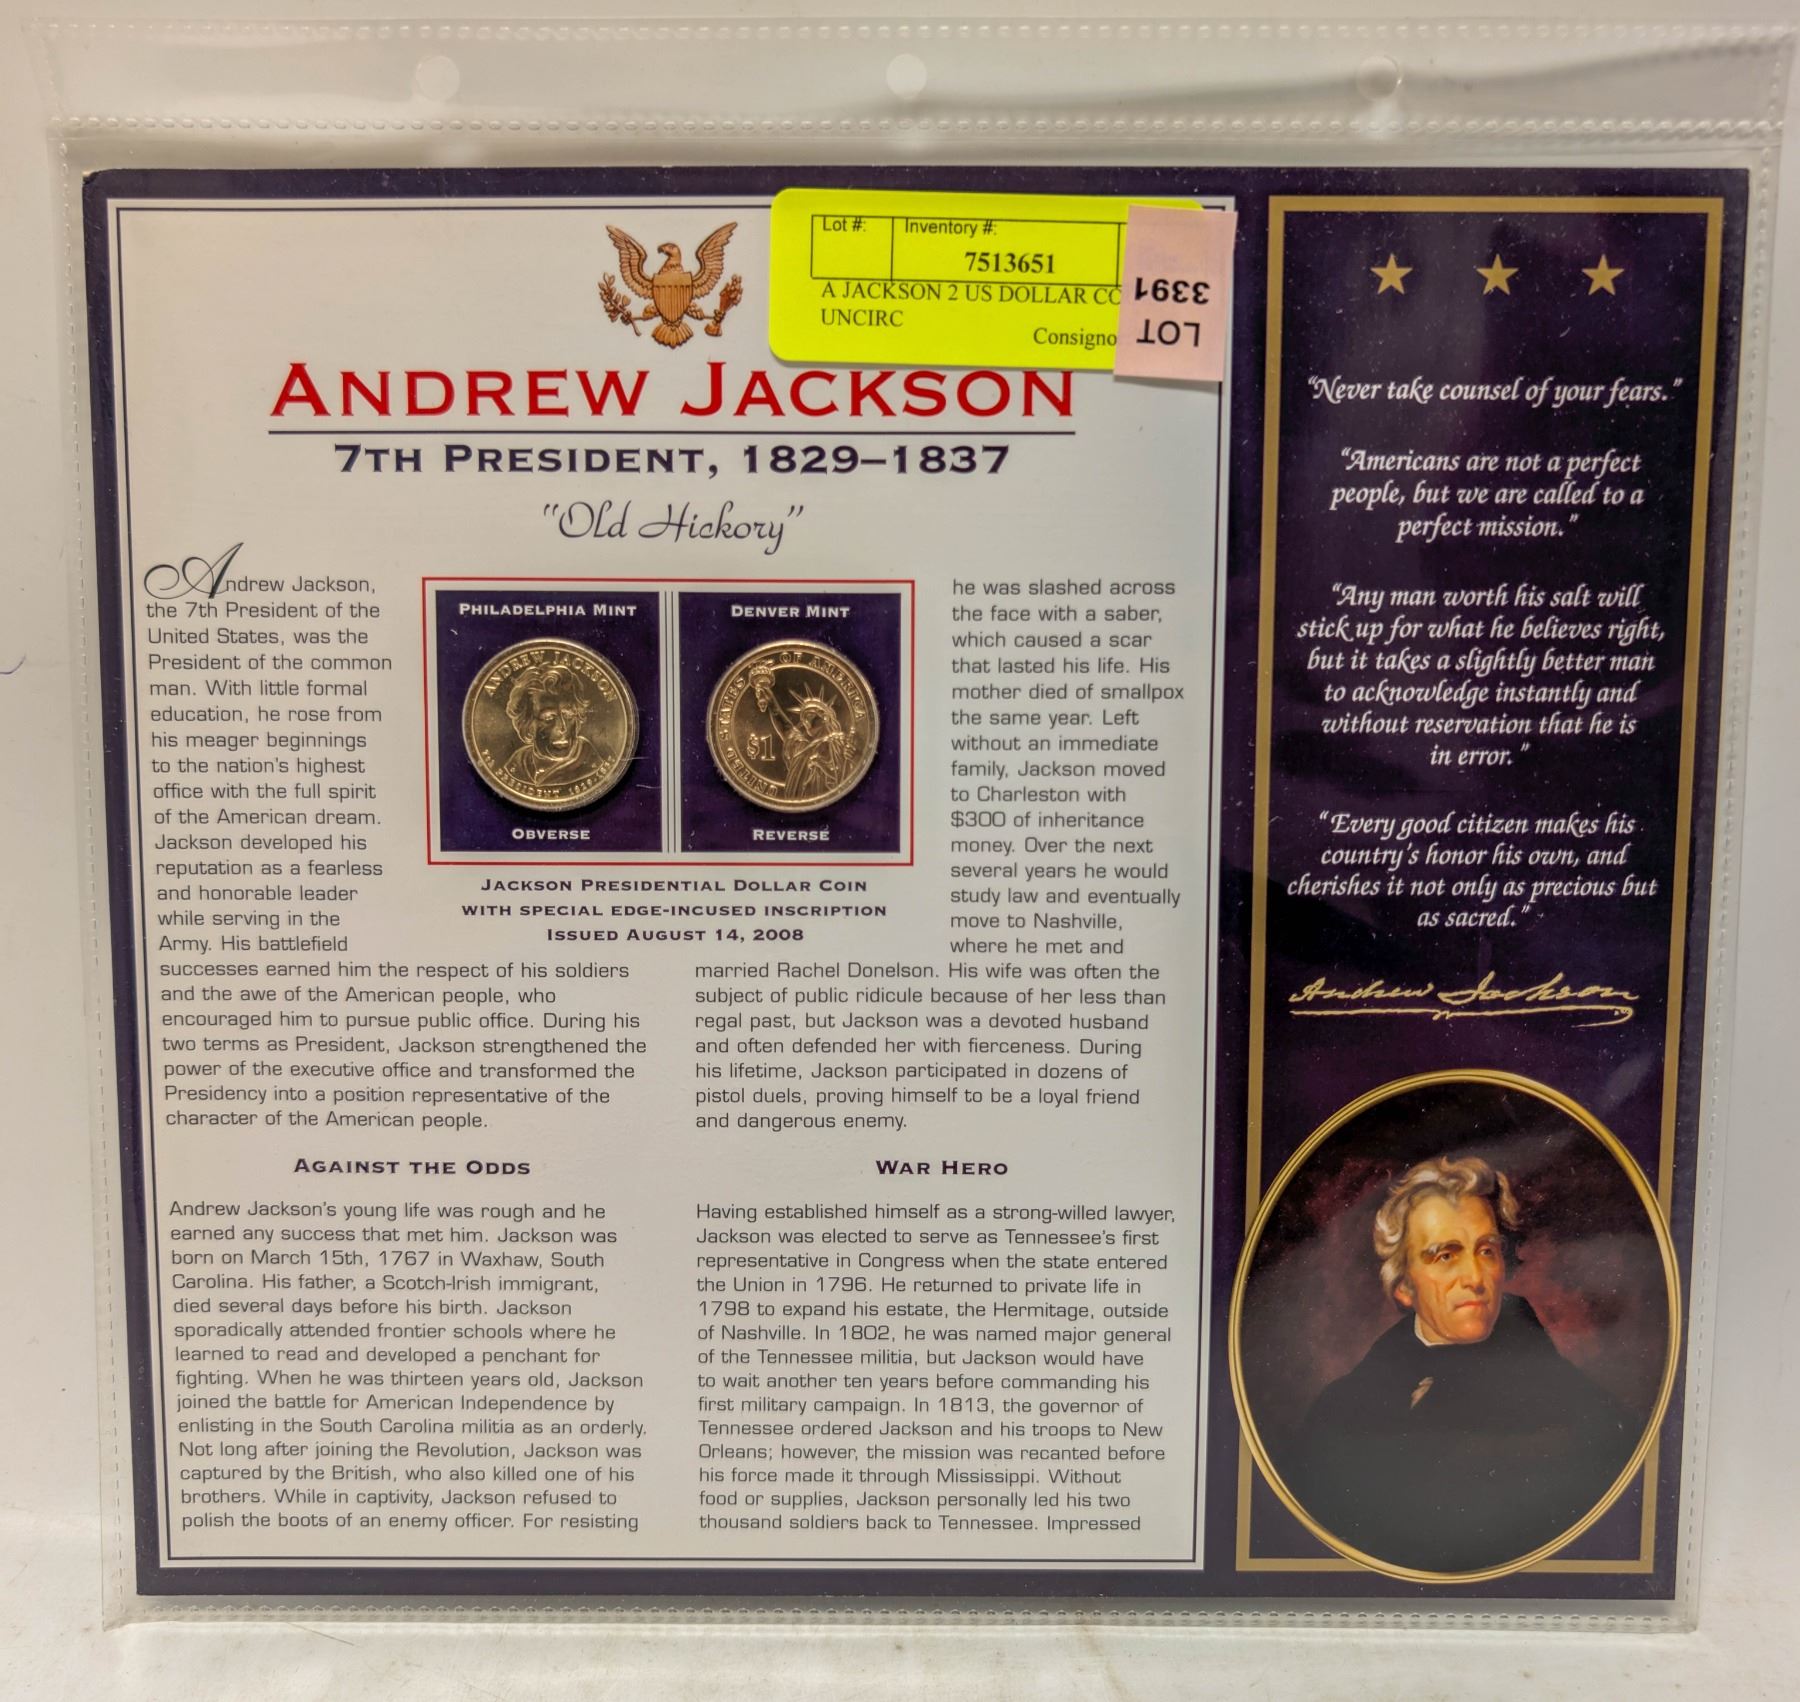 Lot #:
Inventory #:
7513651
A JACKSON 2 US DOLLAR
UNCIRC
LOT
3391
ANDREW JACKSON
7TH PRESIDENT, 1829–1837
"Old Hickory"
Andrew Jackson,
the 7th President of the
United States, was the
President of the common
man. With little formal
education, he rose from
his meager beginnings
to the nation's highest
office with the full spirit
of the American dream.
Jackson developed his
reputation as a fearless
and honorable leader
while serving in the
Army. His battlefield
successes earned him the respect of his soldiers
and the awe of the American people, who
encouraged him to pursue public office. During his
two terms as President, Jackson strengthened the
power of the executive office and transformed the
Presidency into a position representative of the
character of the American people.
AGAINST THE ODDS
Andrew Jackson's young life was rough and he
earned any success that met him. Jackson was
born on March 15th, 1767 in Waxhaw, South
Carolina. His father, a Scotch-Irish immigrant,
died several days before his birth. Jackson
sporadically attended frontier schools where he
learned to read and developed a penchant for
fighting. When he was thirteen years old, Jackson
joined the battle for American Independence by
enlisting in the South Carolina militia as an orderly.
Not long after joining the Revolution, Jackson was
captured by the British, who also killed one of his
brothers. While in captivity, Jackson refused to
polish the boots of an enemy officer. For resisting
PHILADELPHIA MINT
ANDREW JACKSON
7TH PRESIDENT 1829-1837
OBVERSE
DENVER MINT
UNITED STATES OF AMERICA
$1
REVERSE
JACKSON PRESIDENTIAL DOLLAR COIN
WITH SPECIAL EDGE-INCUSED INSCRIPTION
ISSUED AUGUST 14, 2008
he was slashed across
the face with a saber,
which caused a scar
that lasted his life. His
mother died of smallpox
the same year. Left
without an immediate
family, Jackson moved
to Charleston with
$300 of inheritance
money. Over the next
several years he would
study law and eventually
move to Nashville,
where he met and
married Rachel Donelson. His wife was often the
subject of public ridicule because of her less than
regal past, but Jackson was a devoted husband
and often defended her with fierceness. During
his lifetime, Jackson participated in dozens of
pistol duels, proving himself to be a loyal friend
and dangerous enemy.
WAR HERO
Having established himself as a strong-willed lawyer,
Jackson was elected to serve as Tennessee's first
representative in Congress when the state entered
the Union in 1796. He returned to private life in
1798 to expand his estate, the Hermitage, outside
of Nashville. In 1802, he was named major general
of the Tennessee militia, but Jackson would have
to wait another ten years before commanding his
first military campaign. In 1813, the governor of
Tennessee ordered Jackson and his troops to New
Orleans; however, the mission was recanted before
his force made it through Mississippi. Without
food or supplies, Jackson personally led his two
thousand soldiers back to Tennessee. Impressed
"Never take counsel of your fears."
"Americans are not a perfect
people, but we are called to a
perfect mission."
"Any man worth his salt will
stick up for what he believes right,
but it takes a slightly better man
to acknowledge instantly and
without reservation that he is
in error."
"Every good citizen makes his
country's honor his own, and
cherishes it not only as precious but
as sacred."
Andrew Jackson